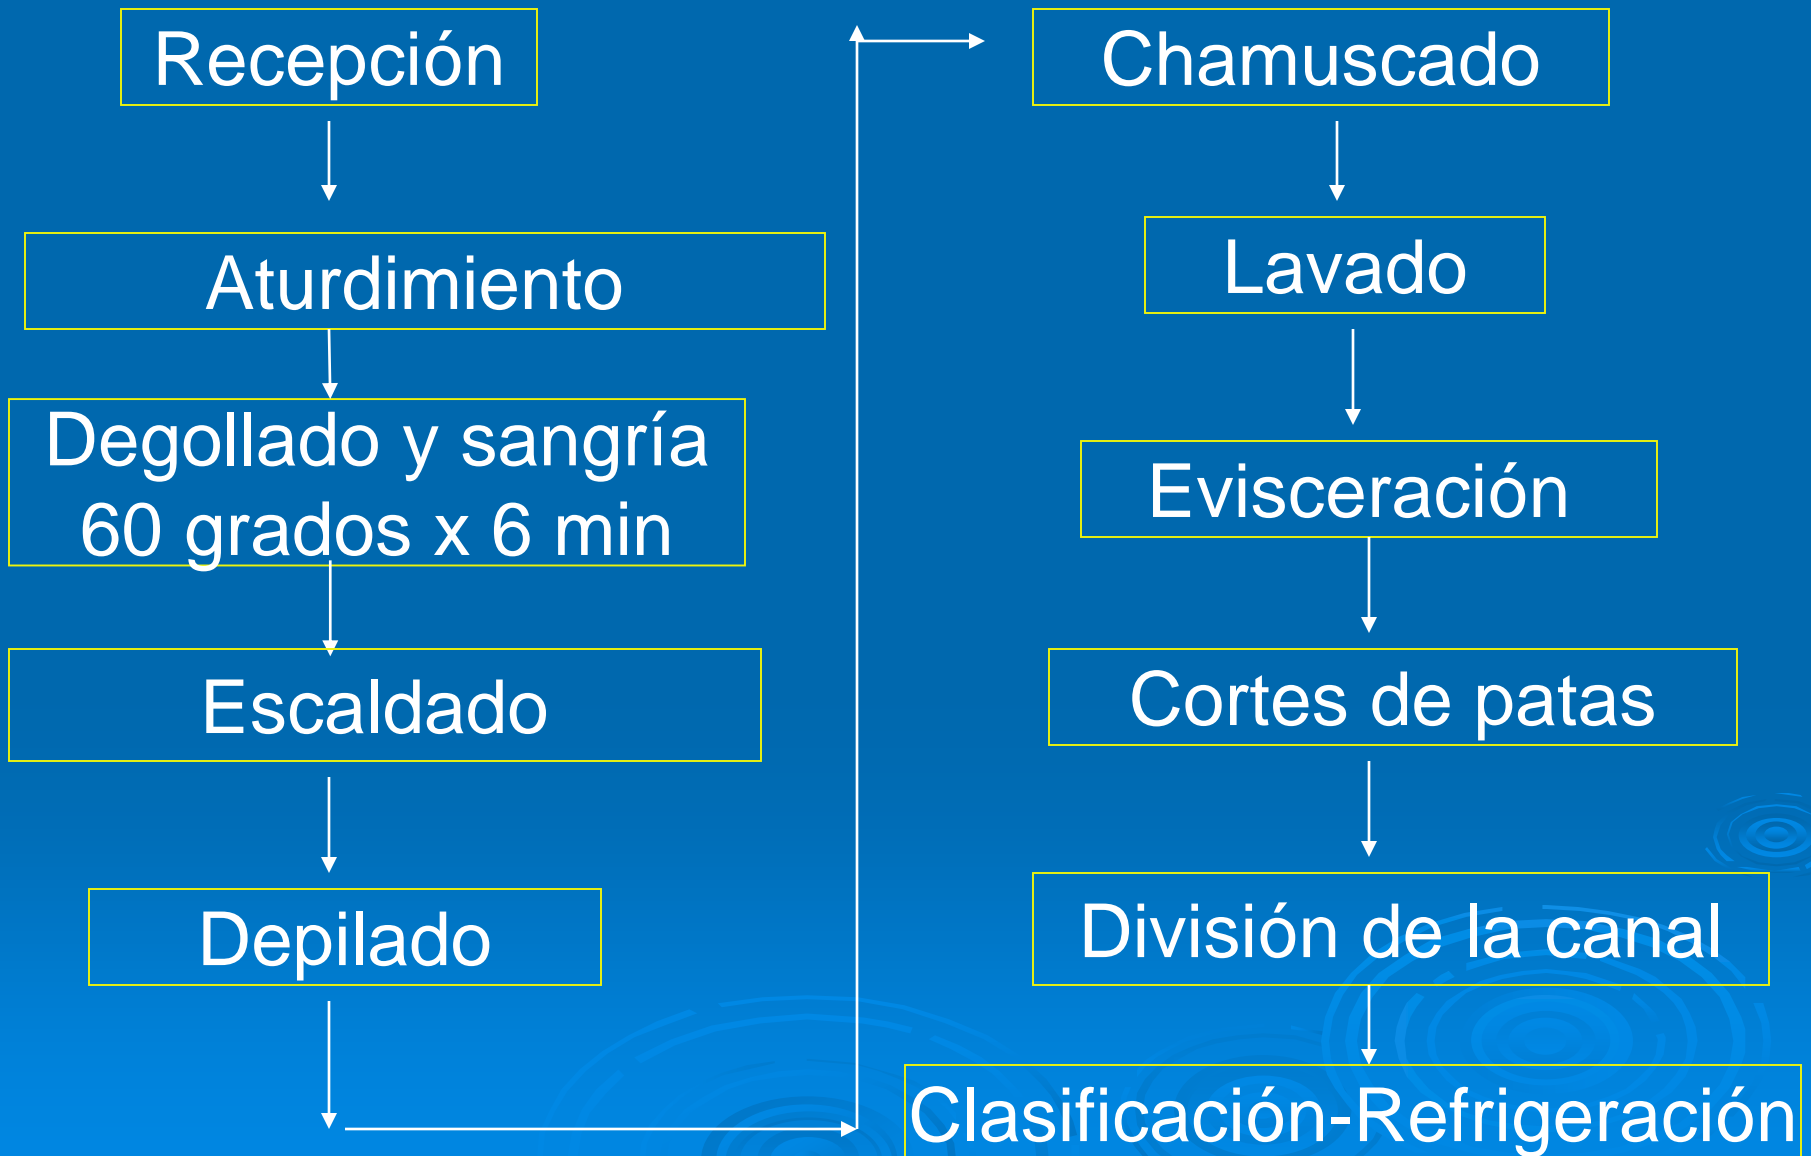 Recepción
Aturdimiento
Degollado y sangría
60 grados x 6 min
Escaldado
Depilado
Chamuscado
Lavado
Evisceración
Cortes de patas
División de la canal
Clasificación-Refrigeración